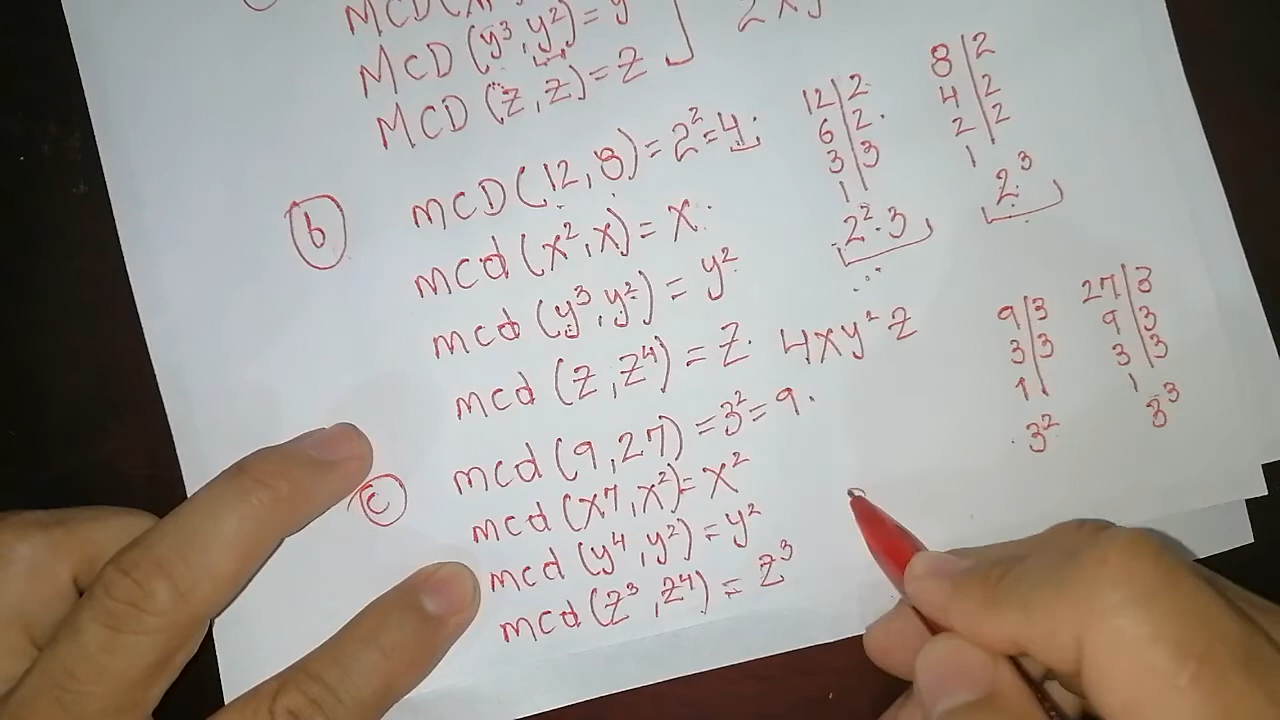 MCD(
MCD (y³,y²)=y
MCD (z,z)=z
b
MCD(12,8)=2²=4
mcd (x²,x)= x
mcd (y³,y²) = y²
mcd (z,z⁴) = z 4xy²z
c
mcd (9,27) =3²=9.
mcd (x7,x²)= x²
mcd (y⁴,y²) = y²
mcd (z³,z⁴) = z³
12 | 2
6 | 2
3 | 3
1
2²·3
8 | 2
4 | 2
2 | 2
1
2³
9 | 3
3 | 3
1
3²
27 | 3
9 | 3
3 | 3
1
3³